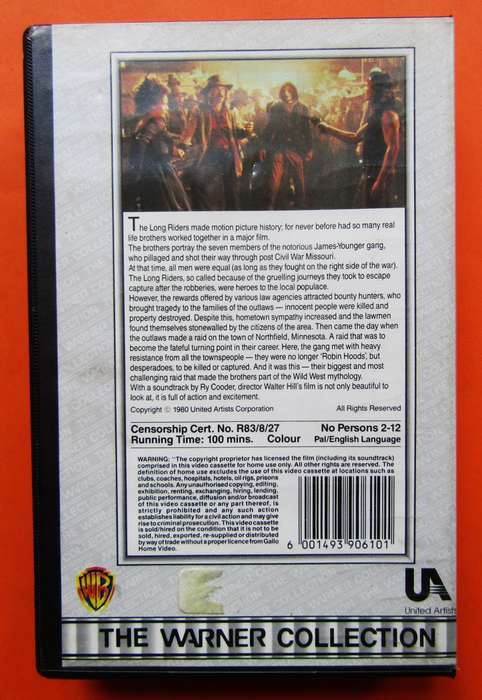 The Long Riders made motion picture history, for never before had so many real
life brothers worked together in a major film.
The brothers portray the seven members of the notorious James-Younger gang,
who pillaged and shot their way through post Civil War Missouri.
At that time, all men were equal (as long as they fought on the right side of the war).
The Long Riders, so called because of the gruelling journeys they took to escape
capture after the robberies, were heroes to the local populace.
However, the rewards offered by various law agencies attracted bounty hunters, who
brought tragedy to the families of the outlaws — innocent people were killed and
property destroyed. Despite this, hometown sympathy increased and the lawmen
found themselves stonewalled by the citizens of the area. Then came the day when
the outlaws made a raid on the town of Northfield, Minnesota. A raid that was to
become the fateful turning point in their career. Here, the gang met with heavy
resistance from all the townspeople — they were no longer 'Robin Hoods', but
desperadoes, to be killed or captured. And it was this — their biggest and most
challenging raid that made the brothers part of the Wild West mythology.
With a soundtrack by Ry Cooder, director Walter Hill's film is not only beautiful to
look at, it is full of action and excitement.
Copyright © 1980 United Artists Corporation All Rights Reserved
Censorship Cert. No. R83/8/27 No Persons 2-12
Running Time: 100 mins. Colour Pal/English Language
WARNING: "The copyright proprietor has licensed the film (including its soundtrack)
comprised in this video cassette for home use only. All other rights are reserved. The
definition of home use excludes the use of this video cassette at locations such as
clubs, coaches, hospitals, hotels, oil rigs, prisons
and schools. Any unauthorised copying, editing,
exhibition, renting, exchanging, hiring, lending,
public performance, diffusion and/or broadcast
of this video cassette or any part thereof, is
strictly prohibited and any such action
establishes liability for a civil action and may give
rise to criminal prosecution. This video cassette
is sold/hired on the condition that it is not to be
sold, hired, exported, re-supplied or distributed
by way of trade without a proper licence from Gallo
Home Video.
6 001493 906101
WB
UA
United Artists
THE WARNER COLLECTION